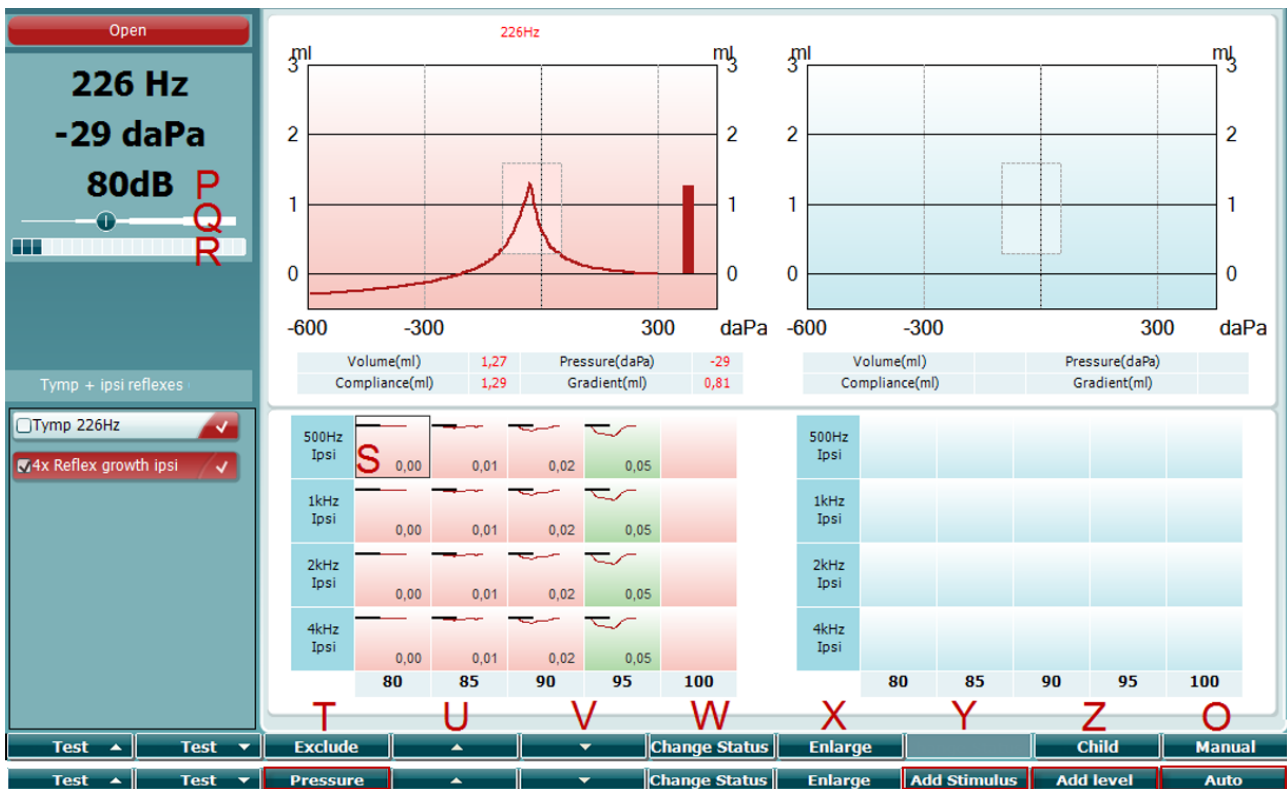 Open
226 Hz
-29 daPa
80dB P
Q
R
Tymp + ipsi reflexes
Tymp 226Hz
4x Reflex growth ipsi
226Hz
ml ml
3 3
2 2
1 1
0 0
-600 -300 300 daPa
Volume(ml) 1,27 Pressure(daPa) -29
Compliance(ml) 1,29 Gradient(ml) 0,81
ml ml
3 3
2 2
1 1
0 0
-600 -300 300 daPa
Volume(ml) Pressure(daPa)
Compliance(ml) Gradient(ml)
500Hz
Ipsi
S 0,00 0,01 0,02 0,05
1kHz
Ipsi
0,00 0,01 0,02 0,05
2kHz
Ipsi
0,00 0,01 0,02 0,05
4kHz
Ipsi
0,00 0,01 0,02 0,05
80 85 90 95 100
500Hz
Ipsi
1kHz
Ipsi
2kHz
Ipsi
4kHz
Ipsi
80 85 90 95 100
T U V W X Y Z O
Test Test Exclude Change Status Enlarge Child Manual
Test Test Pressure Change Status Enlarge Add Stimulus Add level Auto